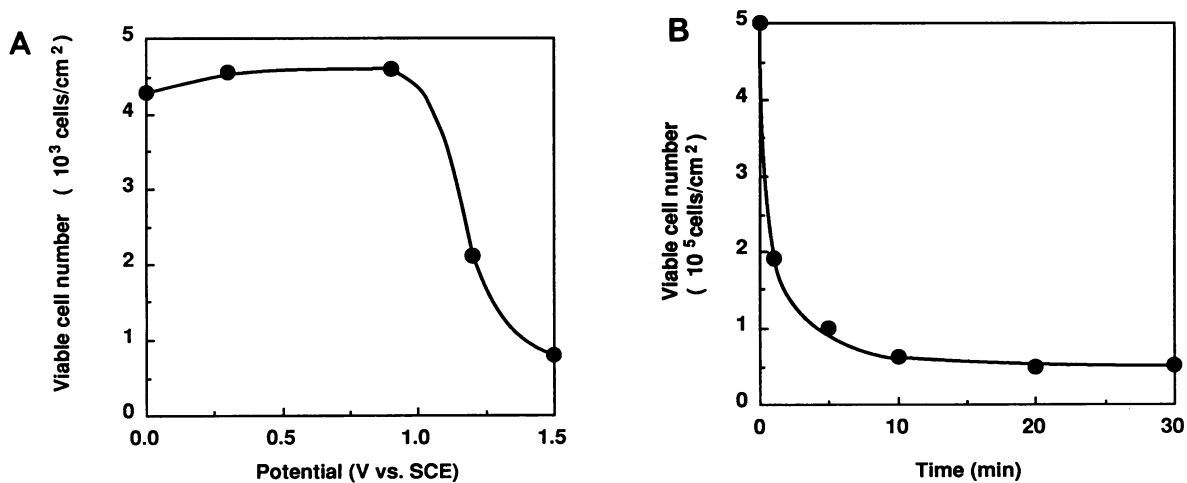 A
Viable cell number ( 10³ cells/cm²)
5
4
3
2
1
0
0.0 0.5 1.0 1.5
Potential (V vs. SCE)
B
Viable cell number
( 10⁵cells/cm²)
5
4
3
2
1
0
0 10 20 30
Time (min)